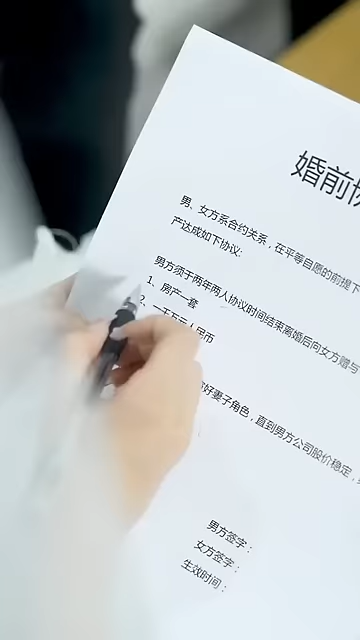 婚前协
男、女方系合约关系，在平等自愿的前提下
产达成如下协议:
男方须于两年两人协议时间结束离婚后向女方赠与
1、房产一套
2、一千万元人民币
好妻子角色，直到男方公司股价稳定，
男方签字：
女方签字：
生效时间：